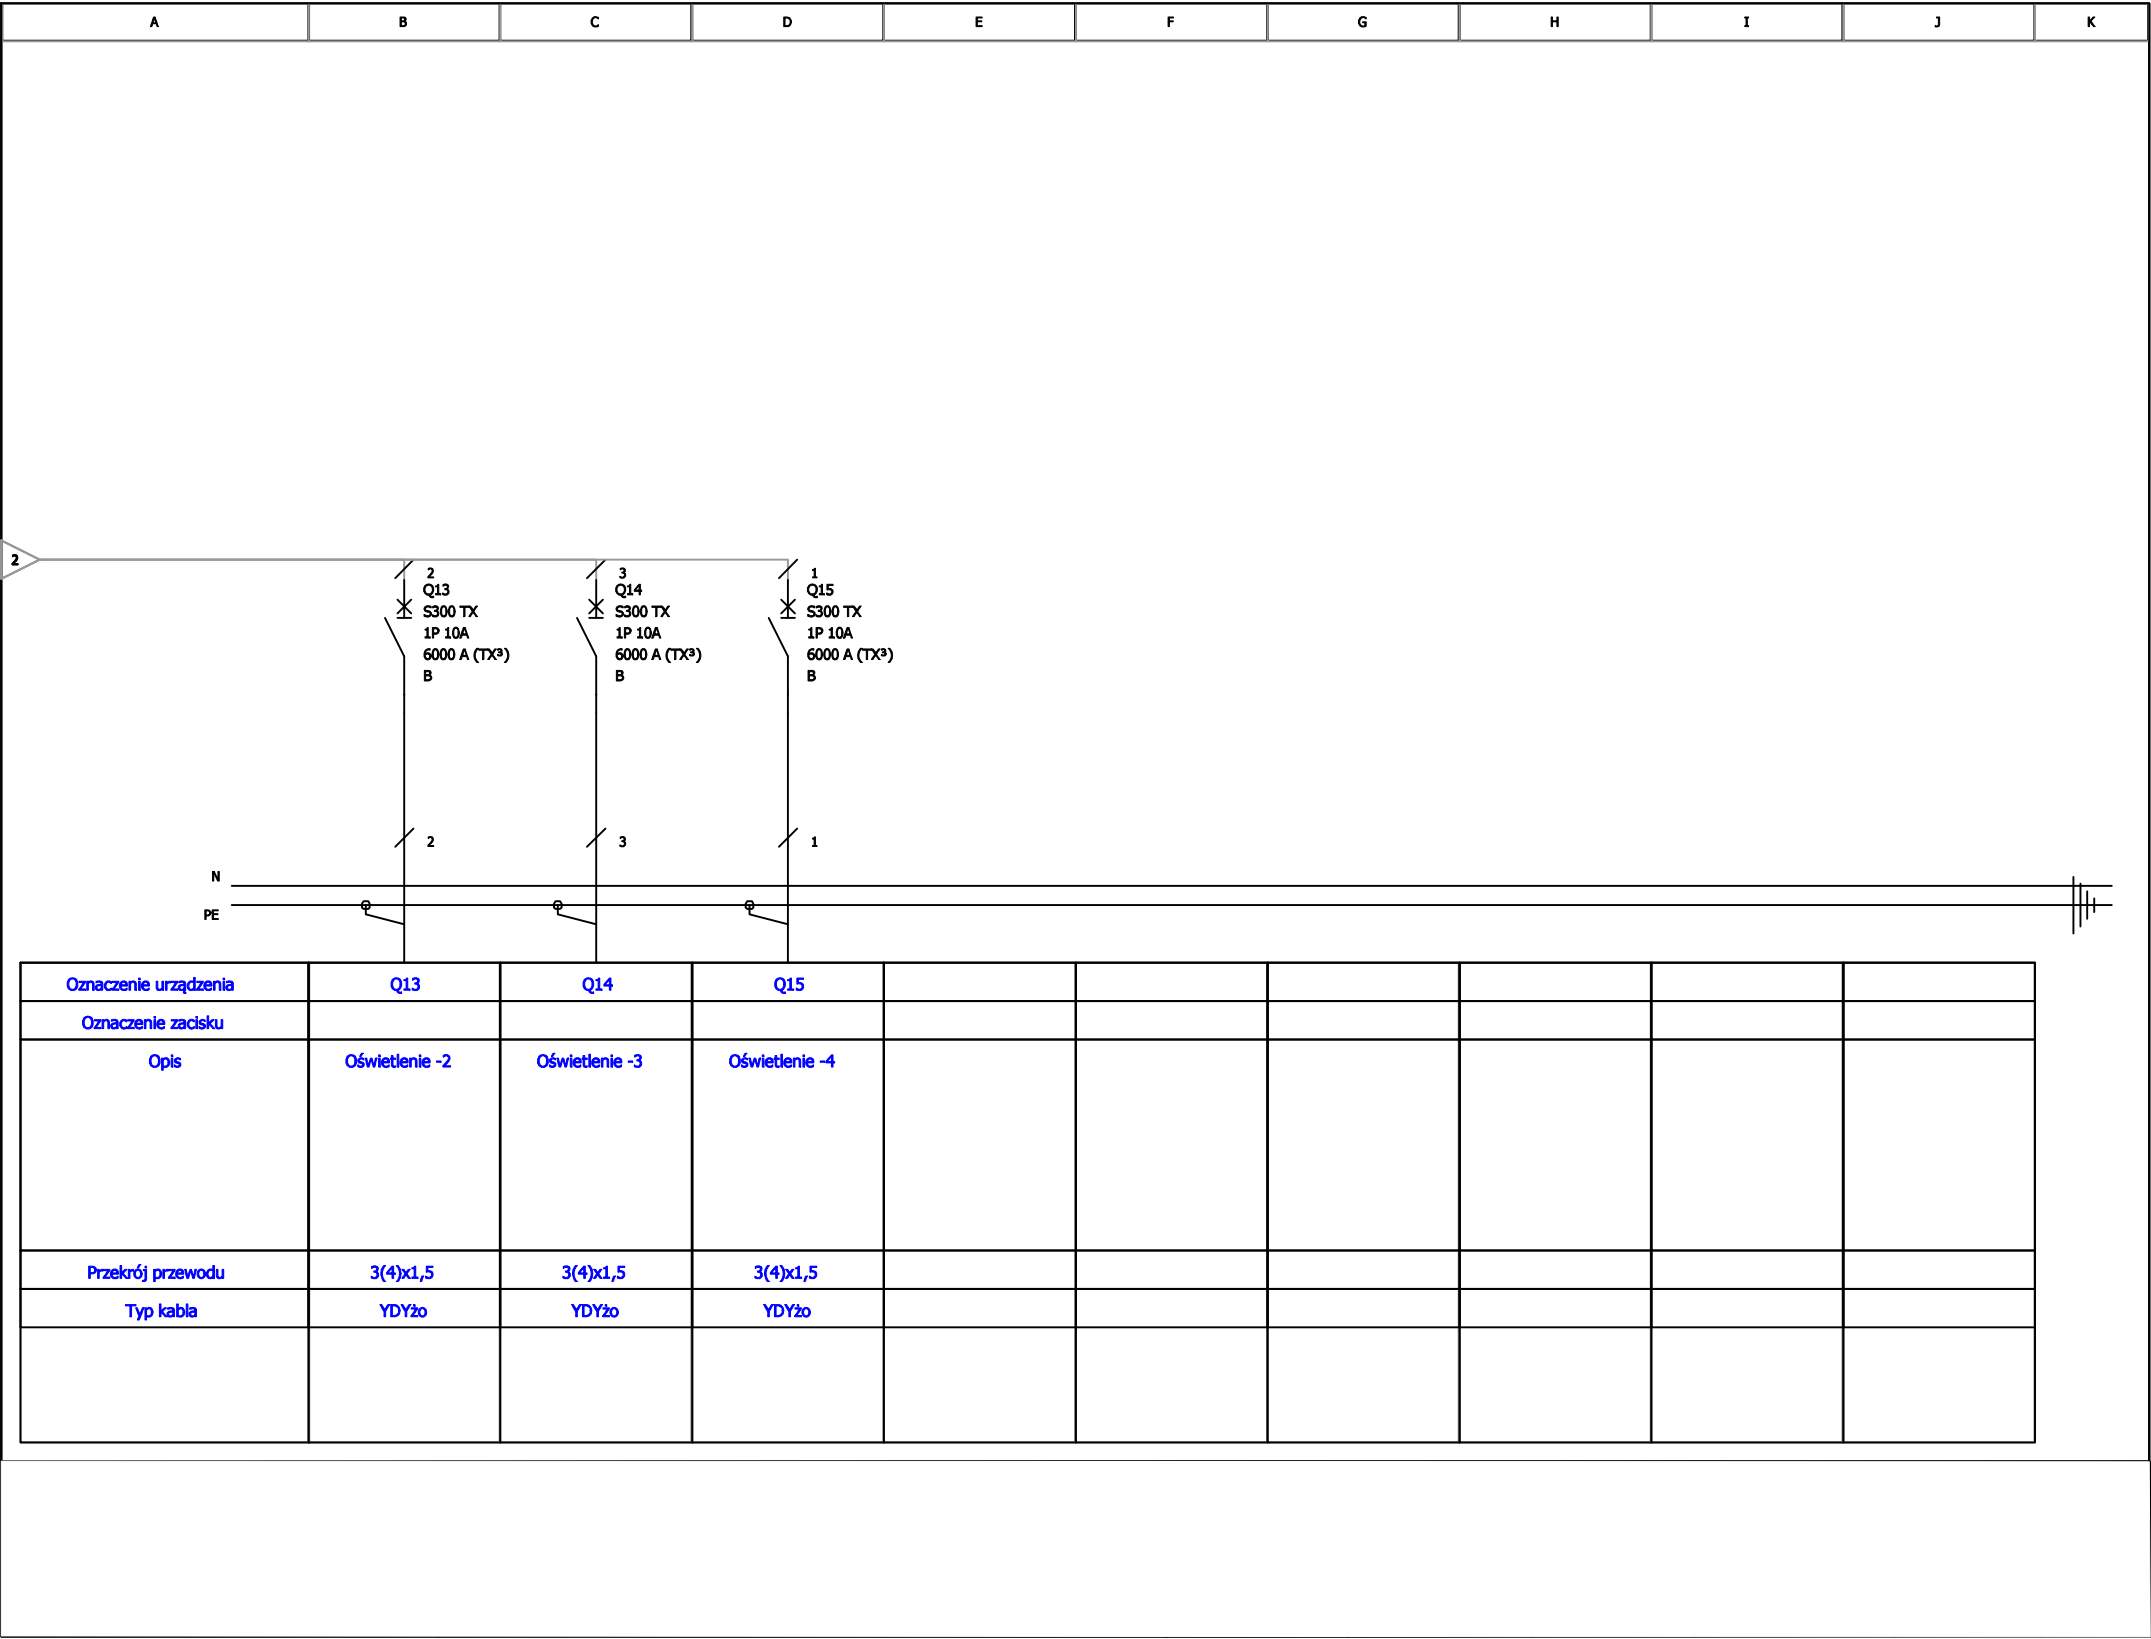 A B C D E F G H I J K
2
2 3 1
Q13 Q14 Q15
S300 TX S300 TX S300 TX
1P 10A 1P 10A 1P 10A
6000 A (TX³) 6000 A (TX³) 6000 A (TX³)
B B B
2 3 1
N
PE
Oznaczenie urządzenia Q13 Q14 Q15
Oznaczenie zacisku
Opis Oświetlenie -2 Oświetlenie -3 Oświetlenie -4
Przekrój przewodu 3(4)x1,5 3(4)x1,5 3(4)x1,5
Typ kabla YDYżo YDYżo YDYżo